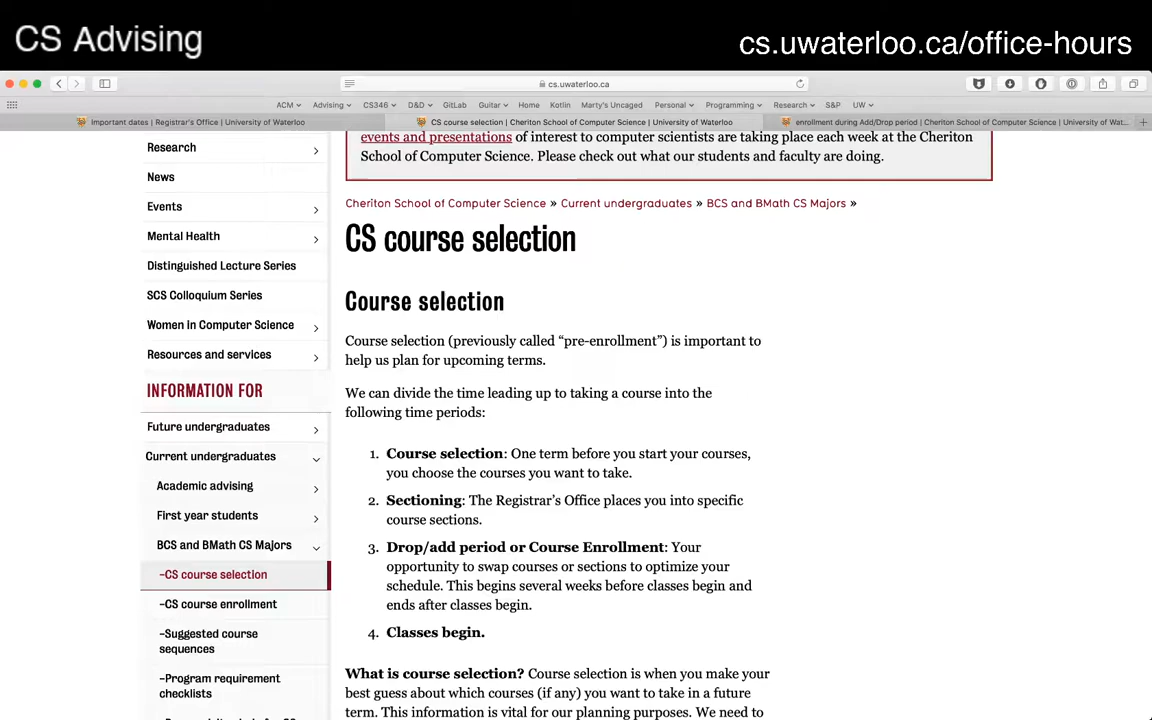 CS Advising
cs.uwaterloo.ca/office-hours
cs.uwaterloo.ca
ACM
Advising
CS346
D&D
GitLab
Guitar
Home
Kotlin
Marty's Uncaged
Personal
Programming
Research
S&P
UW
Important dates | Registrar's Office | University of Waterloo
CS course selection | Cheriton School of Computer Science | University of Waterloo
enrollment during Add/Drop period | Cheriton School of Computer Science | University of Wat...
Research
News
Events
Mental Health
Distinguished Lecture Series
SCS Colloquium Series
Women in Computer Science
Resources and services
INFORMATION FOR
Future undergraduates
Current undergraduates
Academic advising
First year students
BCS and BMath CS Majors
-CS course selection
-CS course enrollment
-Suggested course
sequences
-Program requirement
checklists
events and presentations of interest to computer scientists are taking place each week at the Cheriton
School of Computer Science. Please check out what our students and faculty are doing.
Cheriton School of Computer Science » Current undergraduates » BCS and BMath CS Majors »
CS course selection
Course selection
Course selection (previously called “pre-enrollment”) is important to
help us plan for upcoming terms.
We can divide the time leading up to taking a course into the
following time periods:
1. Course selection: One term before you start your courses,
you choose the courses you want to take.
2. Sectioning: The Registrar’s Office places you into specific
course sections.
3. Drop/add period or Course Enrollment: Your
opportunity to swap courses or sections to optimize your
schedule. This begins several weeks before classes begin and
ends after classes begin.
4. Classes begin.
What is course selection? Course selection is when you make your
best guess about which courses (if any) you want to take in a future
term. This information is vital for our planning purposes. We need to